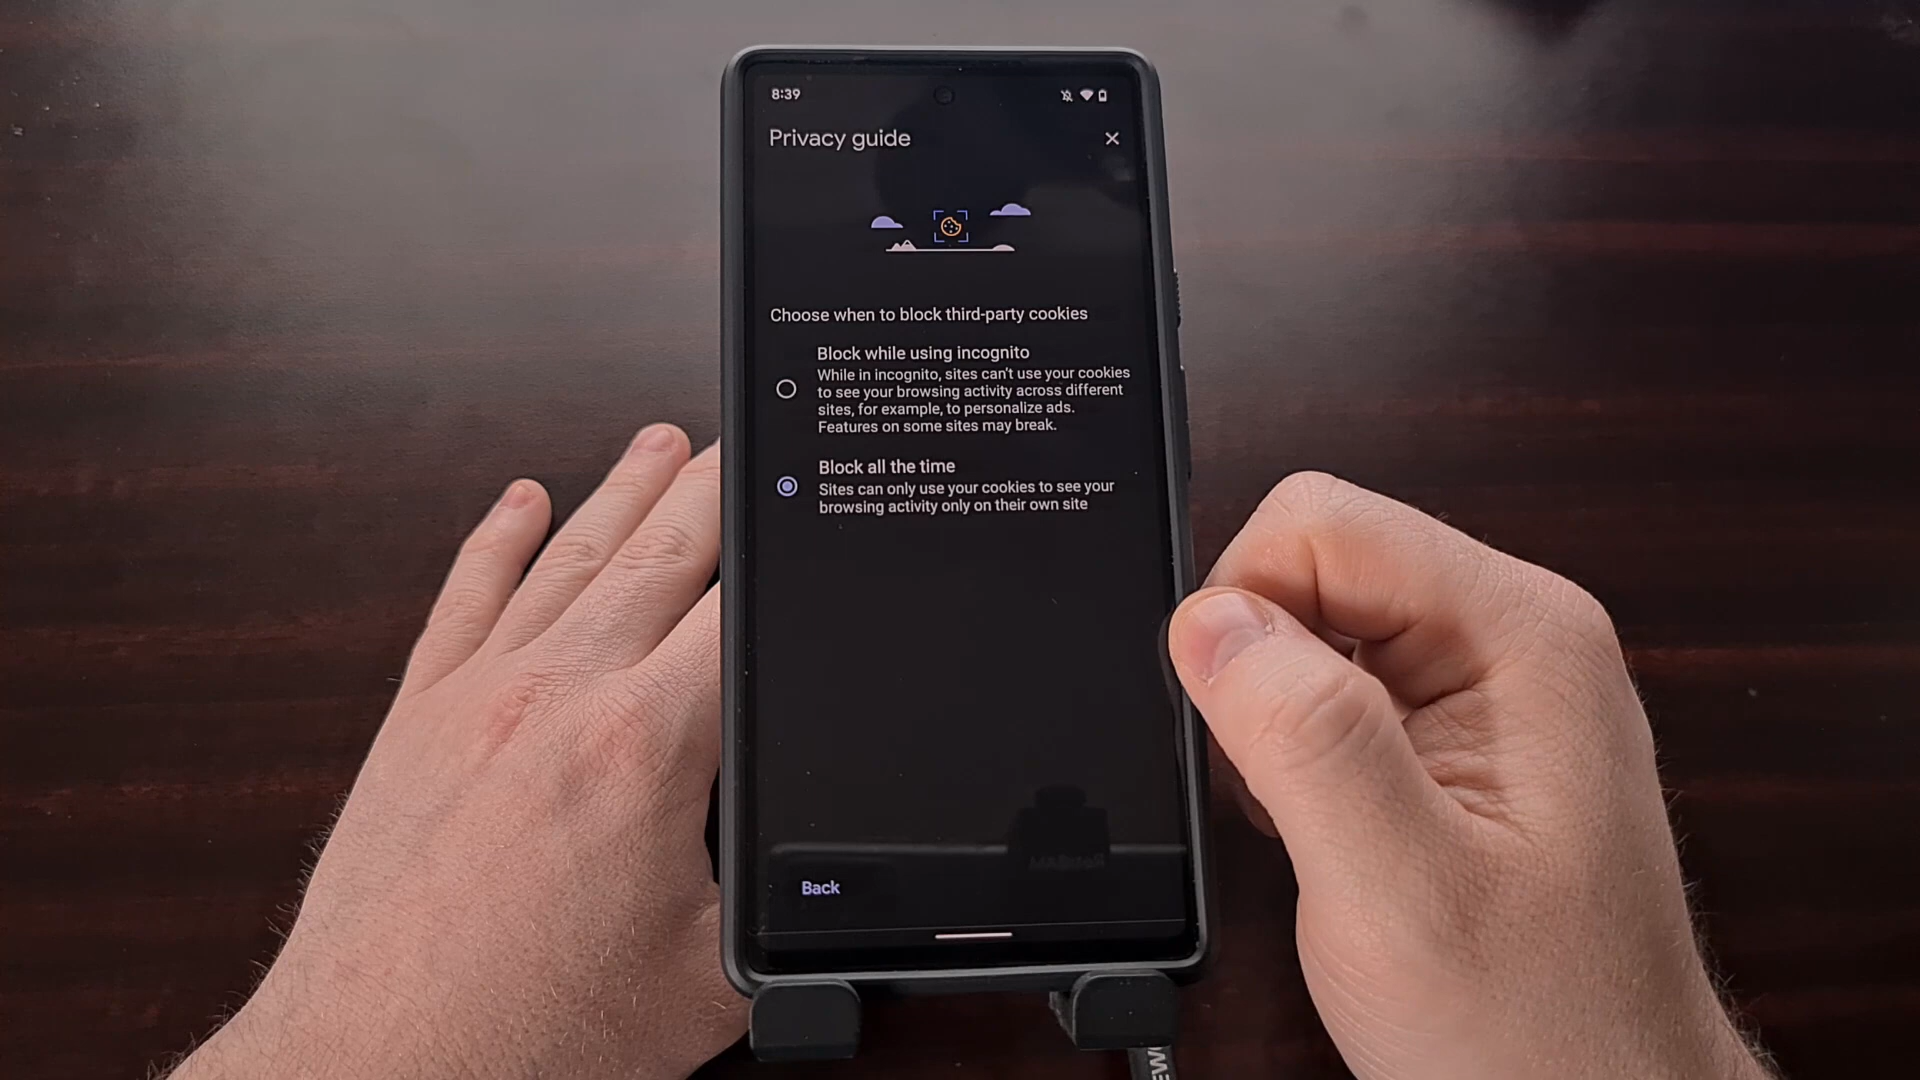 8:39
Privacy guide
Choose when to block third-party cookies
Block while using incognito
While in incognito, sites can't use your cookies
to see your browsing activity across different
sites, for example, to personalize ads.
Features on some sites may break.
Block all the time
Sites can only use your cookies to see your
browsing activity only on their own site
Back